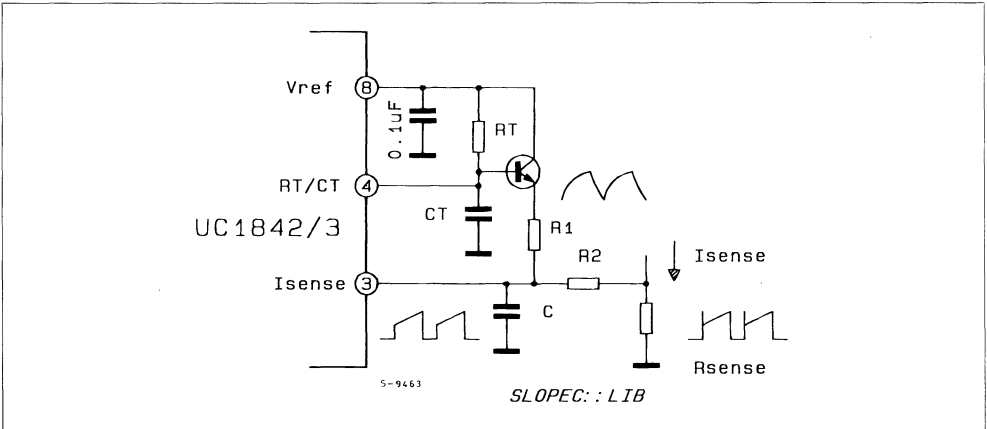 Vref 8
0.1uF
RT
RT/CT 4
CT
UC1842/3
R1
R2
Isense
Isense 3
C
Rsense
S-9463
SLOPEC::LIB